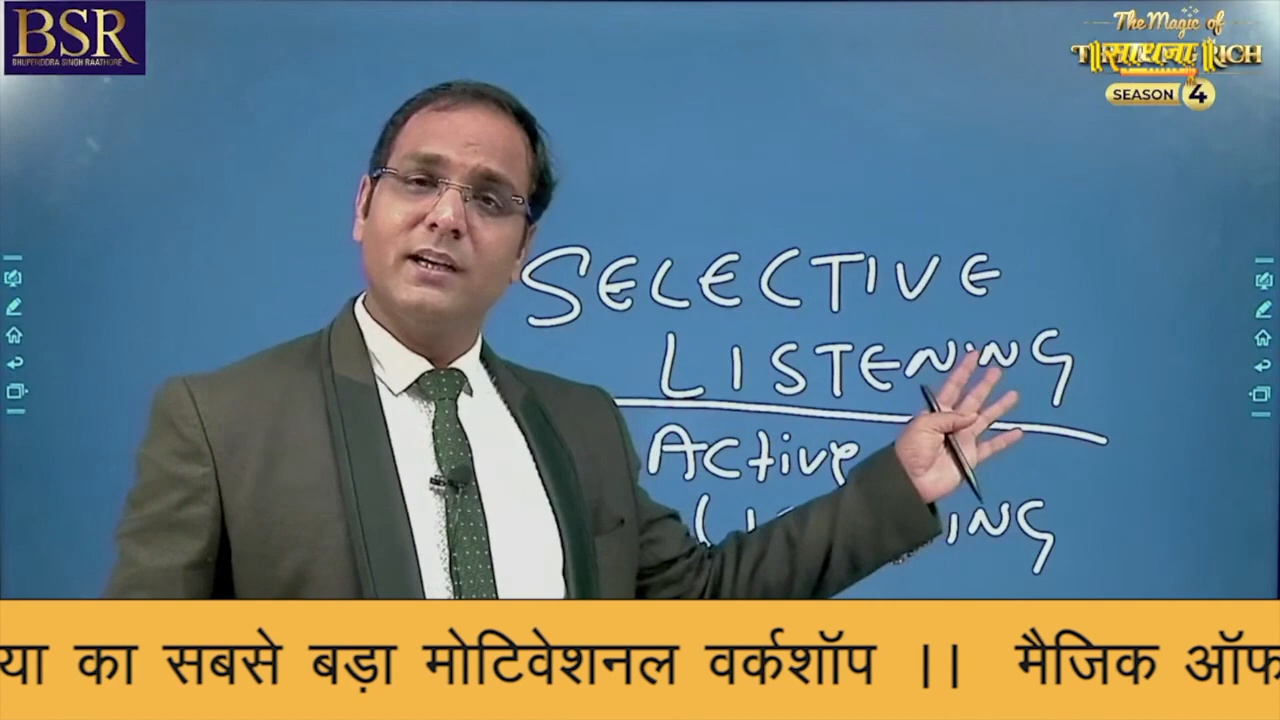 BSR
BHUPENDDRA SINGH RAATHORE
The Magic of
साधना
RICH
SEASON 4
SELECTIVE
LISTENING
Active
या का सबसे बड़ा मोटिवेशनल वर्कशॉप || मैजिक ऑफ